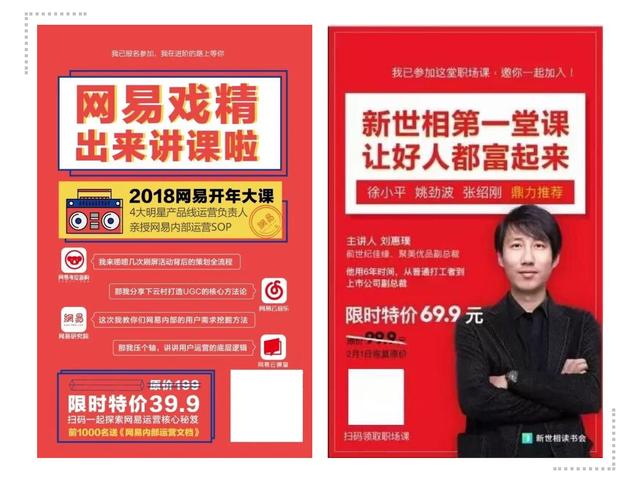 我已报名参加，我在进阶的路上等你
网易戏精
出来讲课啦
2018网易开年大课
4大明星产品线运营负责人
亲授网易内部运营SOP
网易
网易考拉海购
我来嗯嗯几次刷屏活动背后的策划全流程
那我分享下云村打造UGC的核心方法论
网易云音乐
網易
网易研究院
这次我教你们网易内部的用户需求挖掘方法
那我压个轴，讲讲用户运营的底层逻辑
网易云课堂
原价199
限时特价39.9
扫码一起探索网易运营核心秘笈
前1000名送《网易内部运营文档》
我已参加这堂职场课，邀你一起加入！
新世相第一堂课
让好人都富起来
徐小平 姚劲波 张绍刚 鼎力推荐
主讲人 刘惠璞
前世纪佳缘、聚美优品副总裁
他用6年时间，从普通打工者到
上市公司副总裁
限时特价69.9元
原价99.9
2月1日恢复原价
扫码领取职场课
新世相读书会